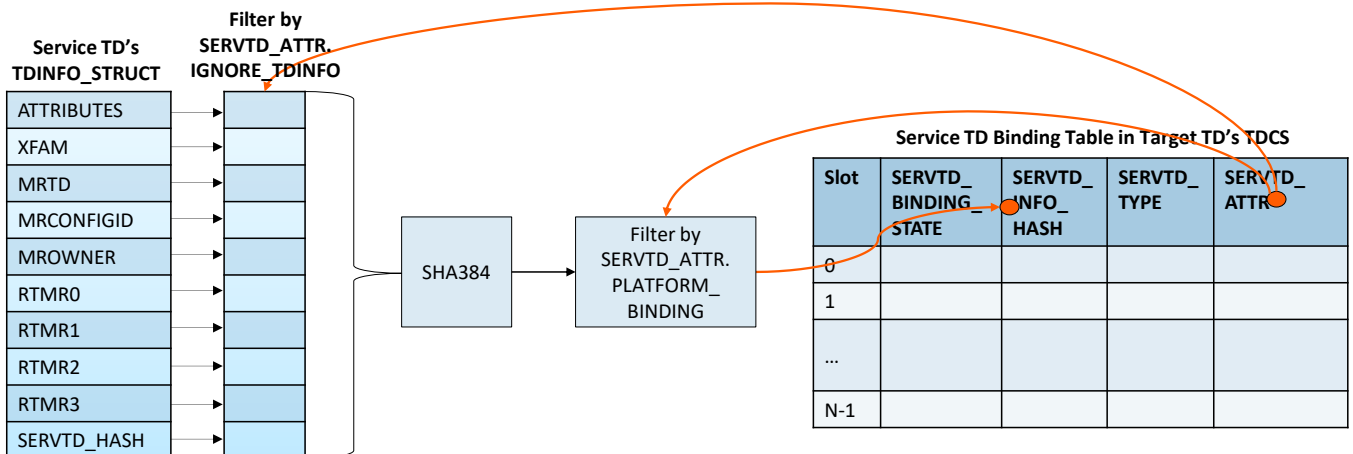 Service TD's
TDINFO_STRUCT
ATTRIBUTES
XFAM
MRTD
MRCONFIGID
MROWNER
RTMR0
RTMR1
RTMR2
RTMR3
SERVTD_HASH
Filter by
SERVTD_ATTR.
IGNORE_TDINFO
SHA384
Filter by
SERVTD_ATTR.
PLATFORM_
BINDING
Service TD Binding Table in Target TD's TDCS
Slot
SERVTD_
BINDING_
STATE
SERVTD_
INFO_
HASH
SERVTD_
TYPE
SERVTD_
ATTR
0
1
…
N-1